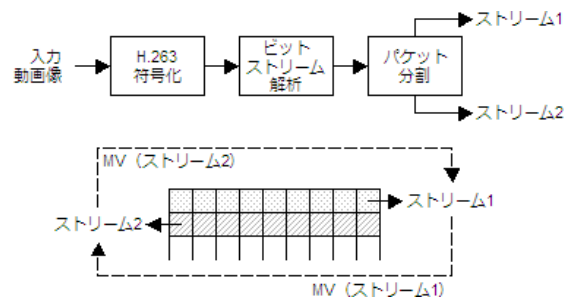 入力
動画像
H.263
符号化
ビット
ストリーム
解析
パケット
分割
ストリーム1
ストリーム2
MV（ストリーム2）
ストリーム1
ストリーム2
MV（ストリーム1）